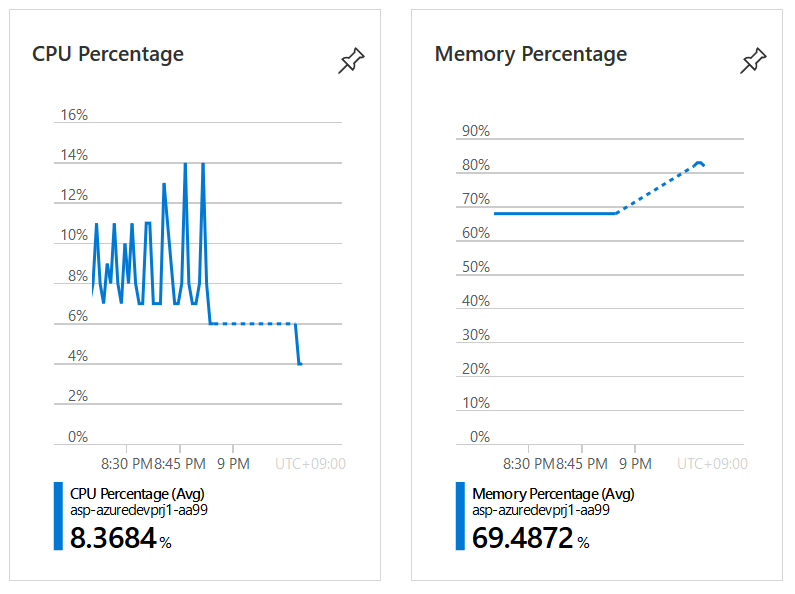 CPU Percentage
16%
14%
12%
10%
8%
6%
4%
2%
0%
8:30 PM 8:45 PM 9 PM UTC+09:00
CPU Percentage (Avg)
asp-azuredevprj1-aa99
8.3684 %
Memory Percentage
90%
80%
70%
60%
50%
40%
30%
20%
10%
0%
8:30 PM 8:45 PM 9 PM UTC+09:00
Memory Percentage (Avg)
asp-azuredevprj1-aa99
69.4872 %